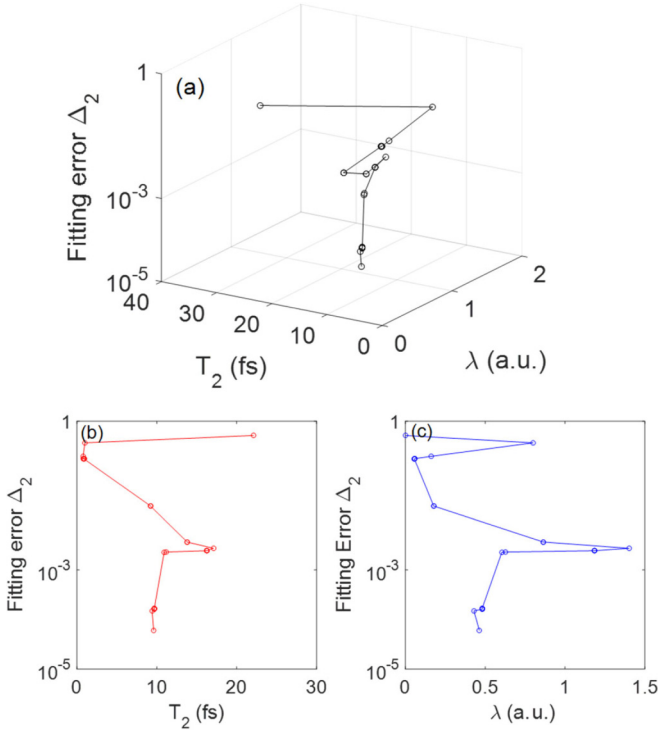 (a)
Fitting error Δ₂
1
10⁻³
10⁻⁵
40
30
20
10
0
T₂ (fs)
0
1
2
λ (a.u.)
(b)
Fitting error Δ₂
1
10⁻³
10⁻⁵
0 10 20 30
T₂ (fs)
(c)
Fitting Error Δ₂
1
10⁻³
10⁻⁵
0 0.5 1 1.5
λ (a.u.)